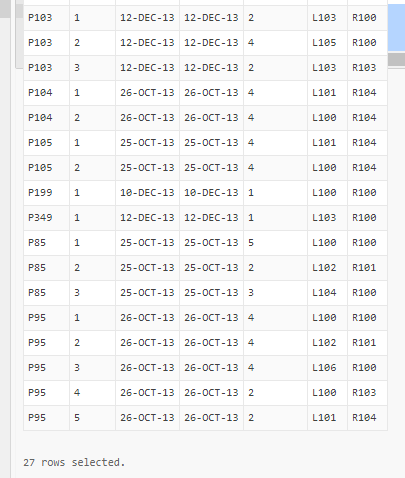 P103 1 12-DEC-13 12-DEC-13 2 L103 R100
P103 2 12-DEC-13 12-DEC-13 4 L105 R100
P103 3 12-DEC-13 12-DEC-13 2 L103 R103
P104 1 26-OCT-13 26-OCT-13 4 L101 R104
P104 2 26-OCT-13 26-OCT-13 4 L100 R104
P105 1 25-OCT-13 25-OCT-13 4 L101 R104
P105 2 25-OCT-13 25-OCT-13 4 L100 R104
P199 1 10-DEC-13 10-DEC-13 1 L100 R100
P349 1 12-DEC-13 12-DEC-13 1 L103 R100
P85 1 25-OCT-13 25-OCT-13 5 L100 R100
P85 2 25-OCT-13 25-OCT-13 2 L102 R101
P85 3 25-OCT-13 25-OCT-13 3 L104 R100
P95 1 26-OCT-13 26-OCT-13 4 L100 R100
P95 2 26-OCT-13 26-OCT-13 4 L102 R101
P95 3 26-OCT-13 26-OCT-13 4 L106 R100
P95 4 26-OCT-13 26-OCT-13 2 L100 R103
P95 5 26-OCT-13 26-OCT-13 2 L101 R104
27 rows selected.